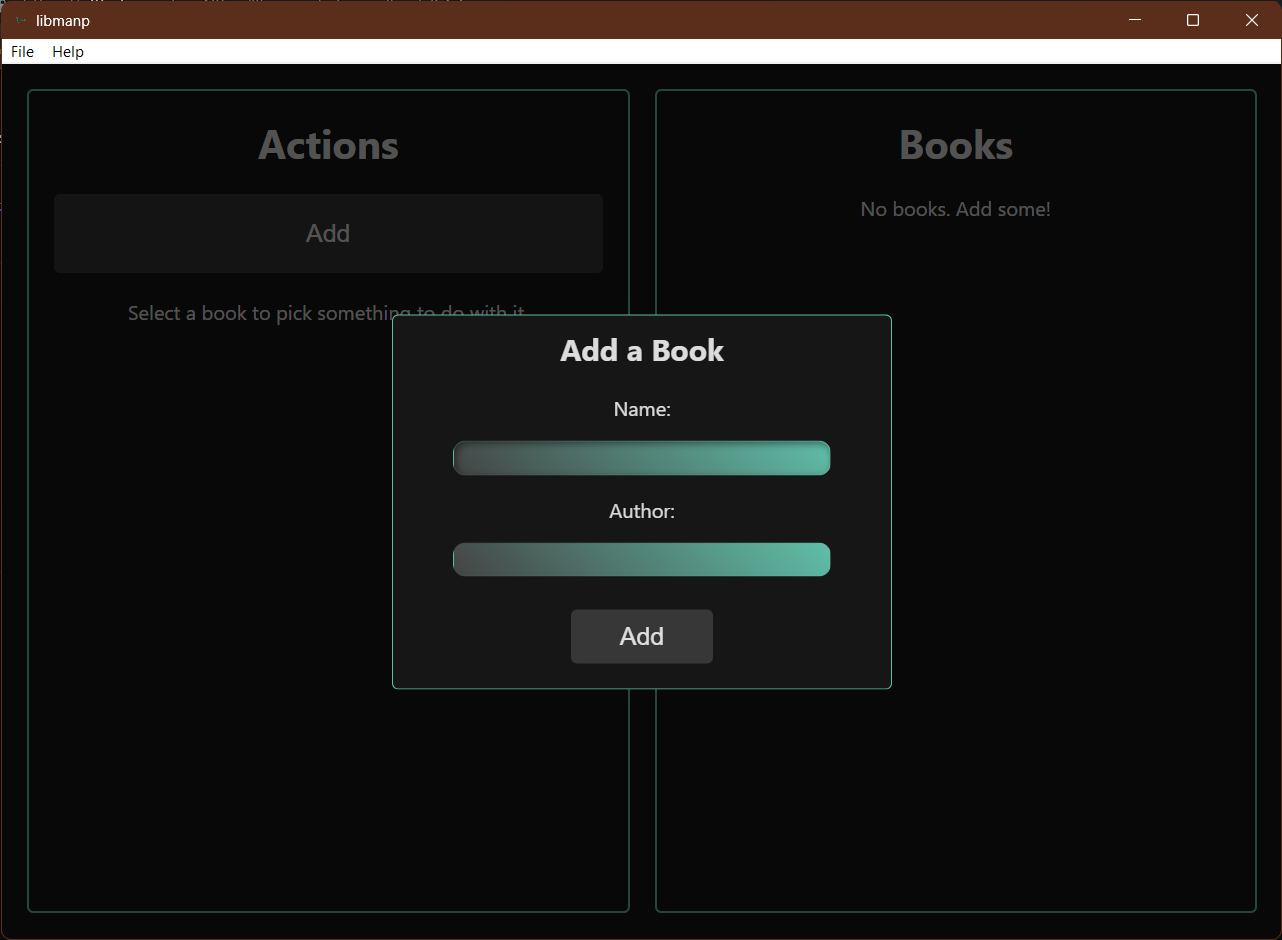 libmanp
File Help
Actions
Add
Select a book to pick something to do with it
Books
No books. Add some!
Add a Book
Name:
Author:
Add